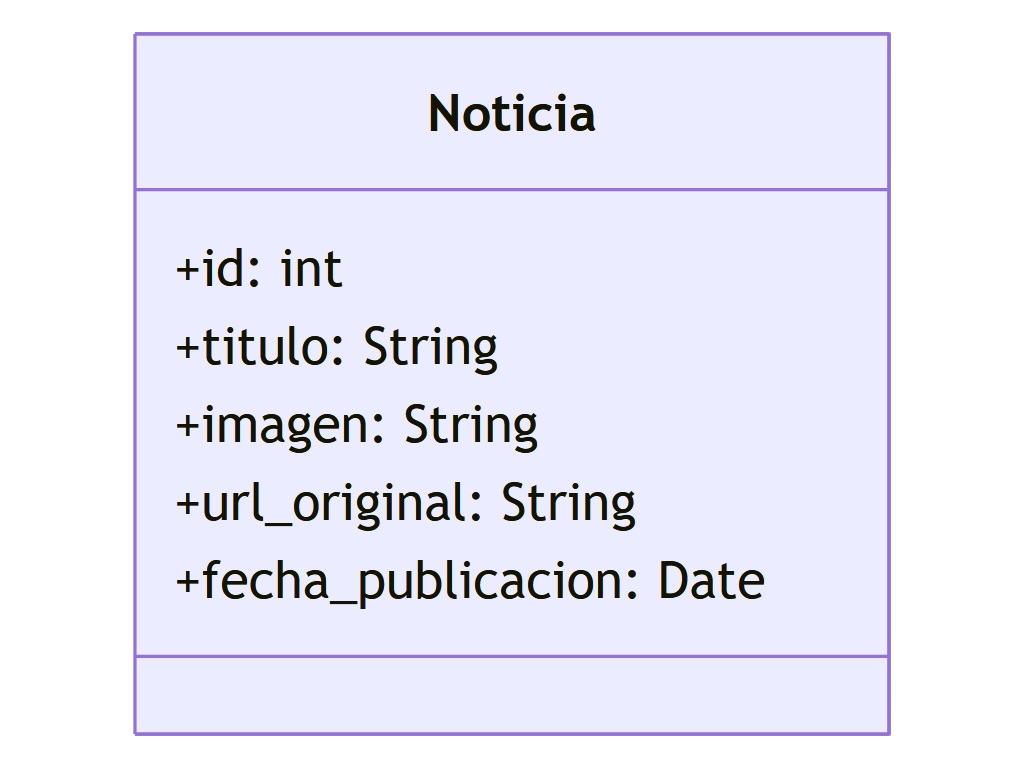 Noticia
+id: int
+titulo: String
+imagen: String
+url_original: String
+fecha_publicacion: Date